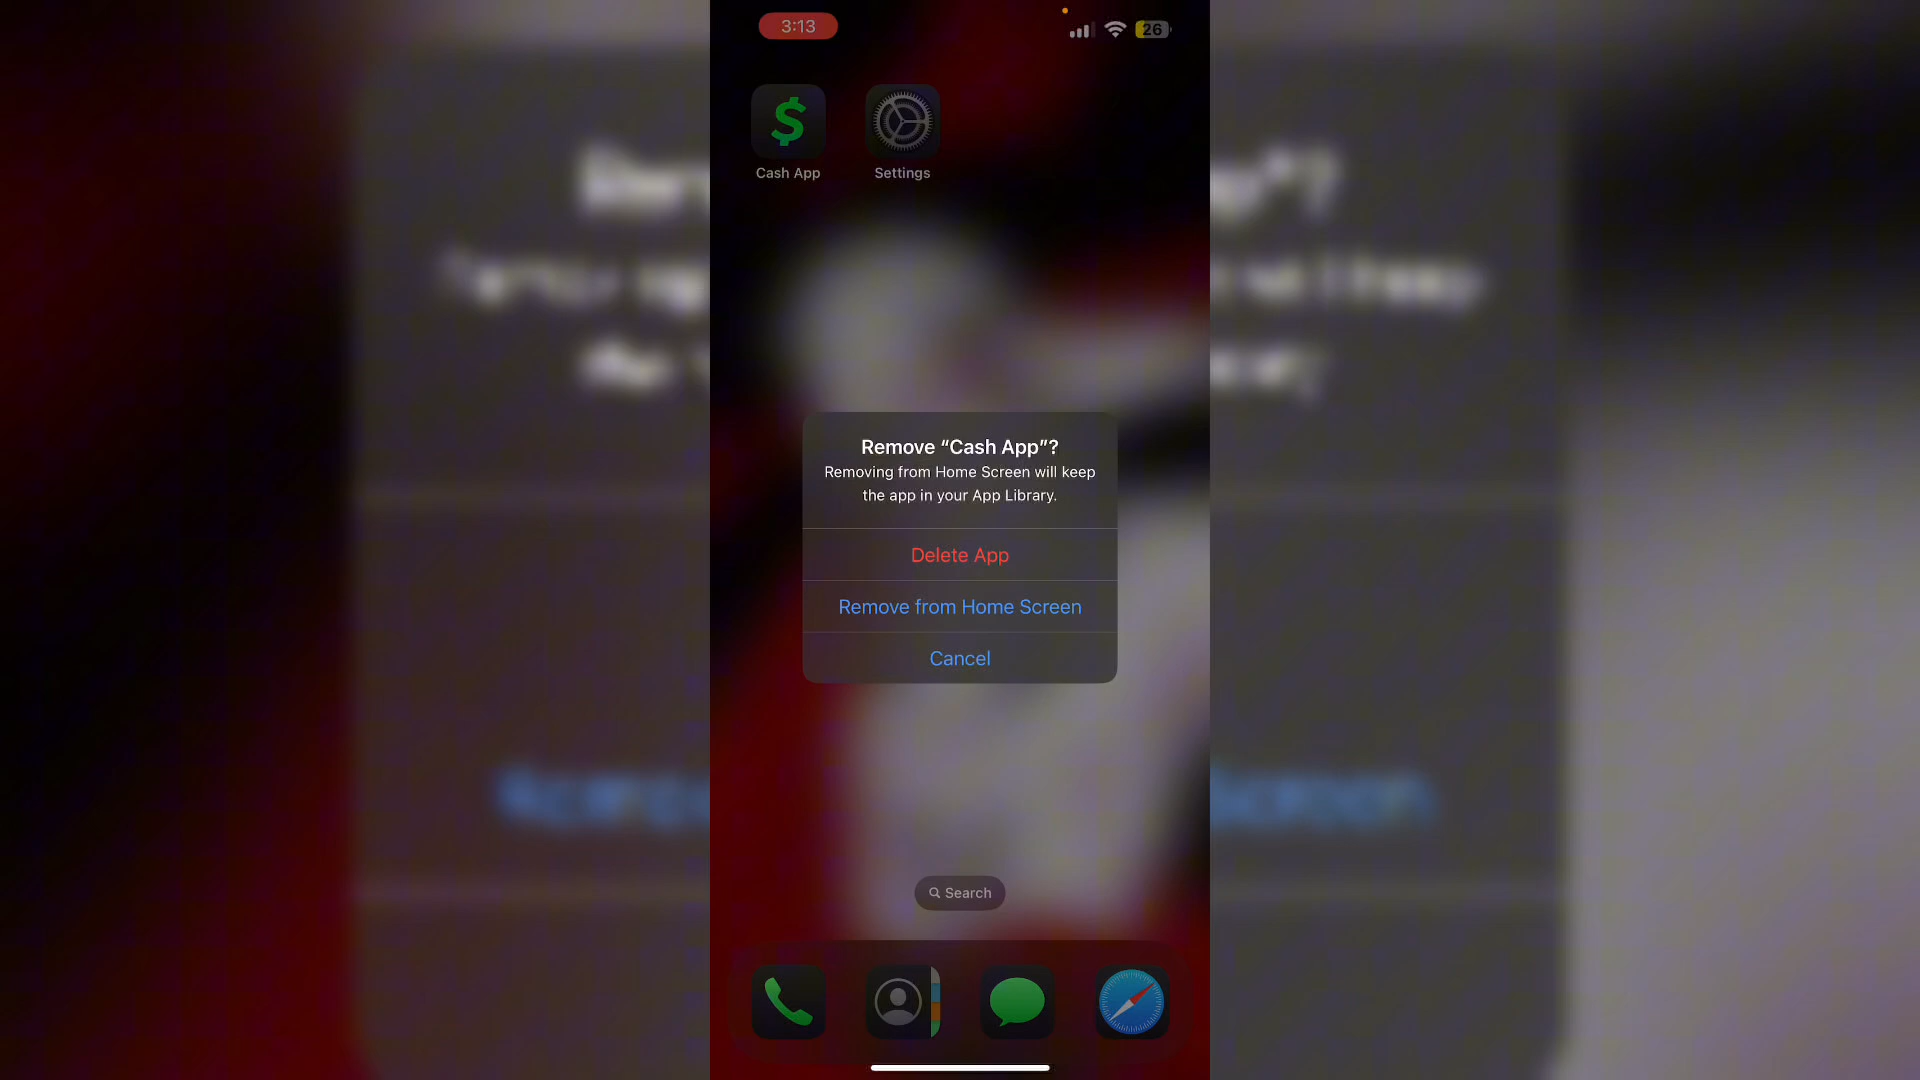 3:13
26
Cash App
Settings
Remove “Cash App”?
Removing from Home Screen will keep
the app in your App Library.
Delete App
Remove from Home Screen
Cancel
Search